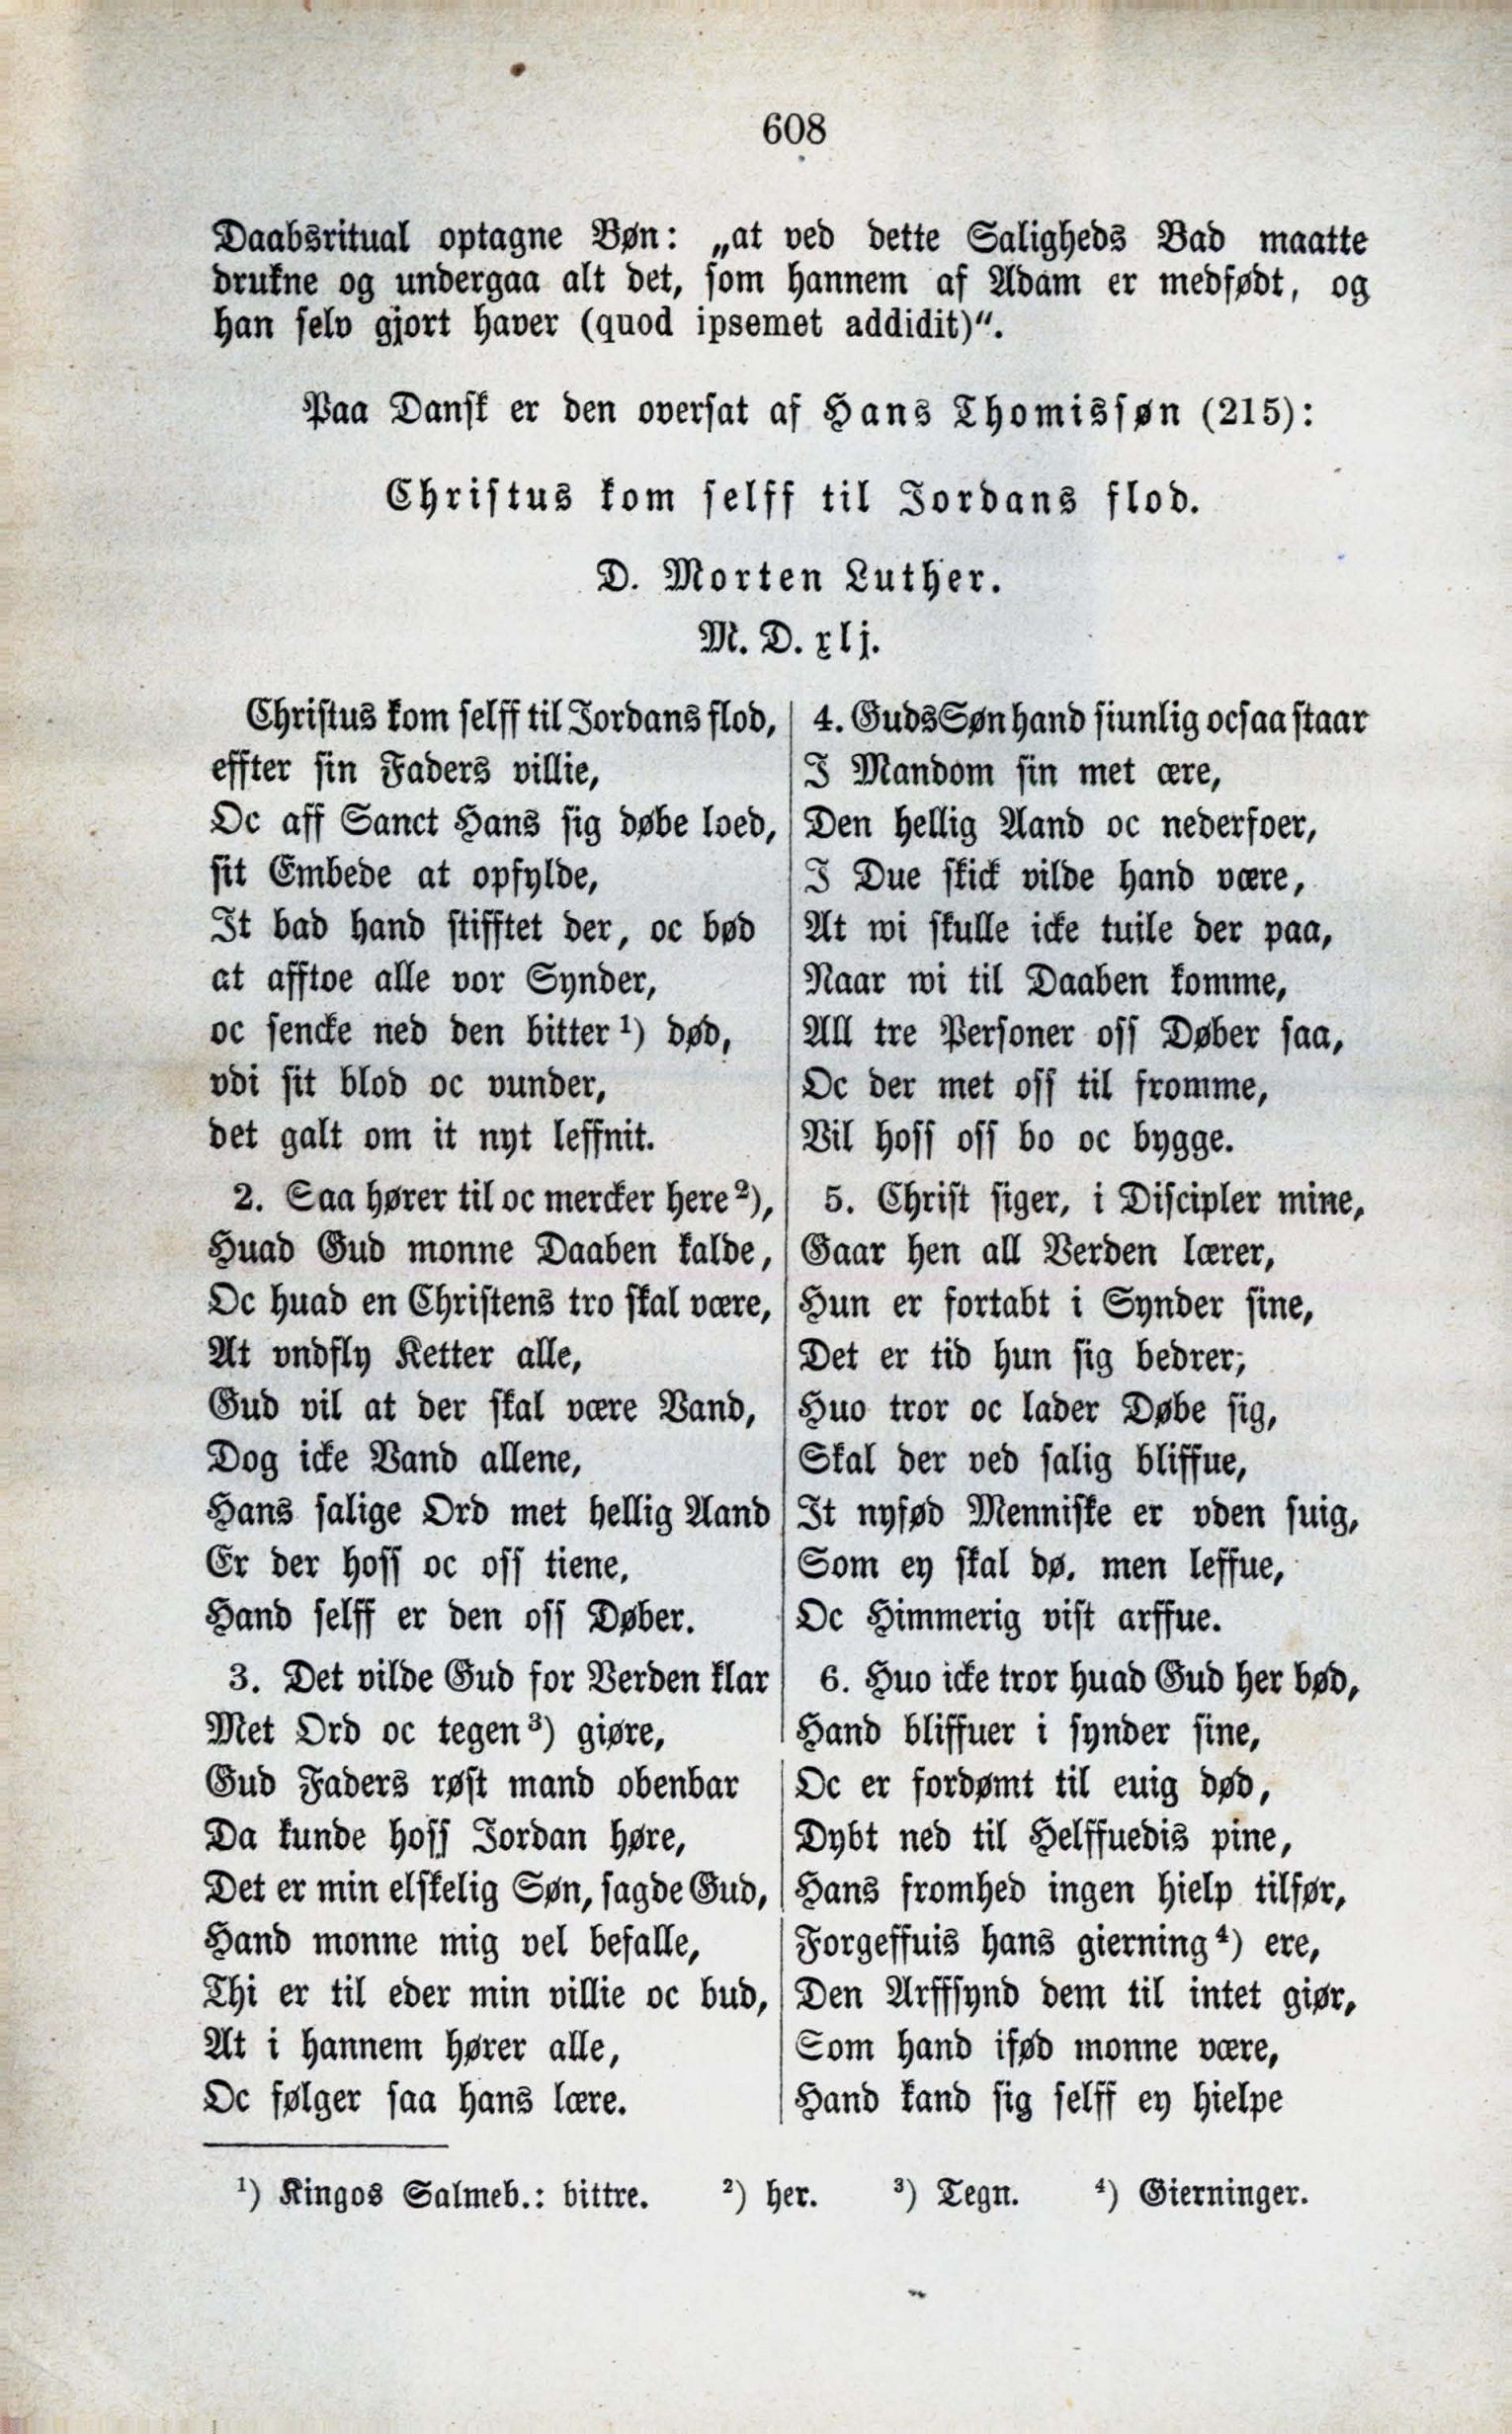 608
Daabsritual optagne Bøn: „at ved dette Saligheds Bad maatte
drukne og undergaa alt det, som hannem af Adam er medfødt, og
han selv gjort haver (quod ipsemet addidit)“.
Paa Dansk er den oversat af Hans Thomissøn (215):
Christus kom selff til Jordans flod.
D. Morten Luther.
M. D. xlj.
Christus kom selff til Jordans flod,
effter sin Faders villie,
Oc aff Sanct Hans sig døbe loed,
sit Embede at opfylde,
It bad hand stifftet der, oc bød
at afftoe alle vor Synder,
oc sencke ned den bitter ¹) død,
vdi sit blod oc vunder,
det galt om it nyt leffnit.
2. Saa hører til oc mercker here ²),
Huad Gud monne Daaben kalde,
Oc huad en Christens tro skal være,
At vndfly Ketter alle,
Gud vil at der skal være Vand,
Dog icke Vand allene,
Hans salige Ord met hellig Aand
Er der hoss oc oss tiene,
Hand selff er den oss Døber.
3. Det vilde Gud for Verden klar
Met Ord oc tegen ³) giøre,
Gud Faders røst mand obenbar
Da kunde hoss Jordan høre,
Det er min elskelig Søn, sagde Gud,
Hand monne mig vel befalle,
Thi er til eder min villie oc bud,
At i hannem hører alle,
Oc følger saa hans lære.
4. Guds Søn hand siunlig ocsaa staar
I Mandom sin met ære,
Den hellig Aand oc nederfoer,
I Due skick vilde hand være,
At wi skulle icke tuile der paa,
Naar wi til Daaben komme,
All tre Personer oss Døber saa,
Oc der met oss til fromme,
Vil hoss oss bo oc bygge.
5. Christ siger, i Discipler mine,
Gaar hen all Verden lærer,
Hun er fortabt i Synder sine,
Det er tid hun sig bedrer;
Huo tror oc lader Døbe sig,
Skal der ved salig bliffue,
It nyfød Menniske er vden suig,
Som ey skal dø. men leffue,
Oc Himmerig vist arffue.
6. Huo icke tror huad Gud her bød,
Hand bliffuer i synder sine,
Oc er fordømt til euig død,
Dybt ned til Helffuedis pine,
Hans fromhed ingen hielp tilfør,
Forgeffuis hans gierning ⁴) ere,
Den Arffsynd dem til intet giør,
Som hand ifød monne være,
Hand kand sig selff ey hielpe
¹) Kingos Salmeb.: bittre. ²) her. ³) Tegn. ⁴) Gierninger.